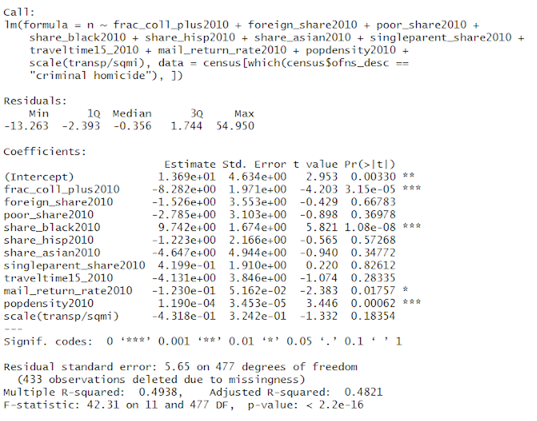 Call:
lm(formula = n ~ frac_coll_plus2010 + foreign_share2010 + poor_share2010 +
    share_black2010 + share_hisp2010 + share_asian2010 + singleparent_share2010 +
    traveltime15_2010 + mail_return_rate2010 + popdensity2010 +
    scale(transp/sqmi), data = census[which(census$ofns_desc ==
    "criminal homicide"), ])
Residuals:
    Min      1Q  Median      3Q     Max
-13.263  -2.393  -0.356   1.744  54.950
Coefficients:
                         Estimate Std. Error t value Pr(>|t|)
(Intercept)             1.369e+01  4.634e+00   2.953  0.00330 **
frac_coll_plus2010     -8.282e+00  1.971e+00  -4.203 3.15e-05 ***
foreign_share2010      -1.526e+00  3.553e+00  -0.429  0.66783
poor_share2010         -2.785e+00  3.103e+00  -0.898  0.36978
share_black2010         9.742e+00  1.674e+00   5.821 1.08e-08 ***
share_hisp2010         -1.223e+00  2.166e+00  -0.565  0.57268
share_asian2010        -4.647e+00  4.944e+00  -0.940  0.34772
singleparent_share2010  4.199e-01  1.910e+00   0.220  0.82612
traveltime15_2010      -4.131e+00  3.846e+00  -1.074  0.28335
mail_return_rate2010   -1.230e-01  5.162e-02  -2.383  0.01757 *
popdensity2010          1.190e-04  3.453e-05   3.446  0.00062 ***
scale(transp/sqmi)     -4.318e-01  3.242e-01  -1.332  0.18354
---
Signif. codes:  0 ‘***’ 0.001 ‘**’ 0.01 ‘*’ 0.05 ‘.’ 0.1 ‘ ’ 1
Residual standard error: 5.65 on 477 degrees of freedom
  (433 observations deleted due to missingness)
Multiple R-squared:  0.4938,    Adjusted R-squared:  0.4821
F-statistic: 42.31 on 11 and 477 DF,  p-value: < 2.2e-16